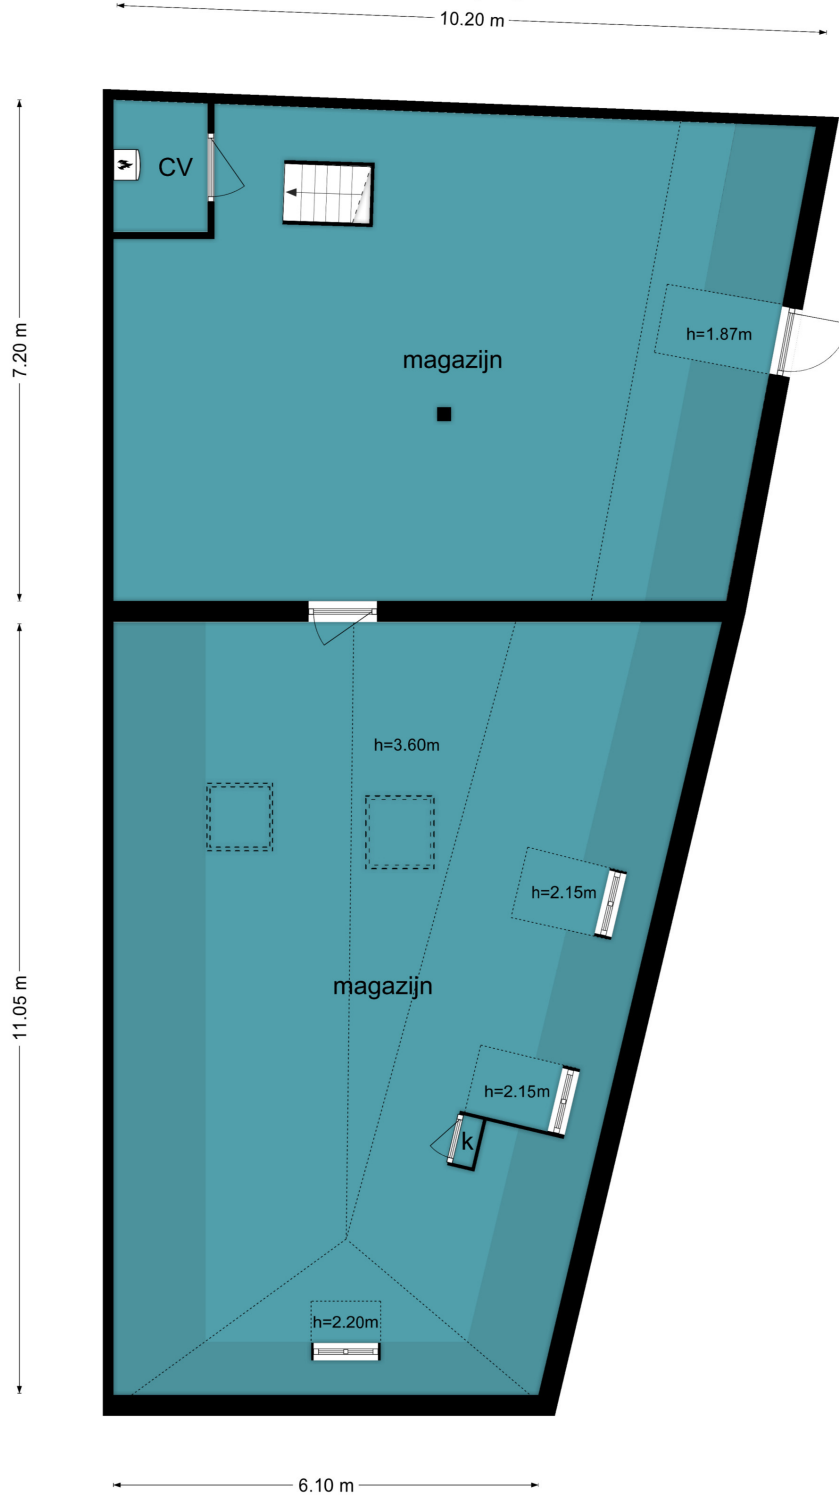 10.20 m
CV
7.20 m
h=1.87m
magazijn
h=3.60m
h=2.15m
magazijn
11.05 m
h=2.15m
k
h=2.20m
6.10 m